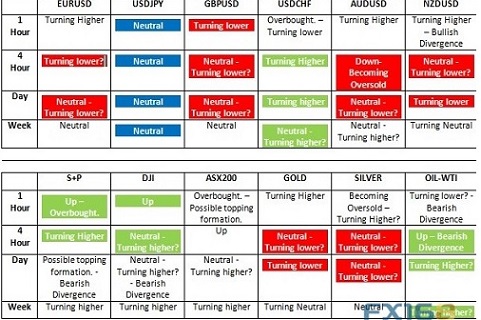 EURUSD USDJPY GBPUSD USDCHF AUDUSD NZDUSD
1 Hour
Turning Higher
Neutral
Turning lower
Overbought. – Turning lower
Turning Higher
Turning Higher – Bullish Divergence
4 Hour
Turning lower?
Neutral
Neutral - Turning lower?
Turning Higher
Down- Becoming Oversold
Neutral - Turning lower?
Day
Neutral - Turning lower?
Neutral
Neutral - Turning lower?
Turning higher
Neutral - Turning lower?
Turning lower
Week
Neutral
Neutral
Neutral
Neutral - Turning higher?
Neutral - Turning higher?
Turning Neutral
S+P DJI ASX200 GOLD SILVER OIL-WTI
1 Hour
Up – Overbought.
Up
Overbought. – Possible topping formation.
Turning Higher
Becoming Oversold – Turning Higher?
Turning lower? - Bearish Divergence
4 Hour
Turning Higher
Neutral - Turning higher?
Up
Neutral - Turning lower?
Neutral - Turning lower?
Up – Bearish Divergence
Day
Possible topping formation. - Bearish Divergence
Neutral - Turning higher? - Bearish Divergence
Neutral - Turning higher?
Turning lower
Neutral - Turning lower?
Turning Higher?
Week
Turning higher
Turning higher
Turning higher
Turning Neutral
Neutral
higher?
FX168